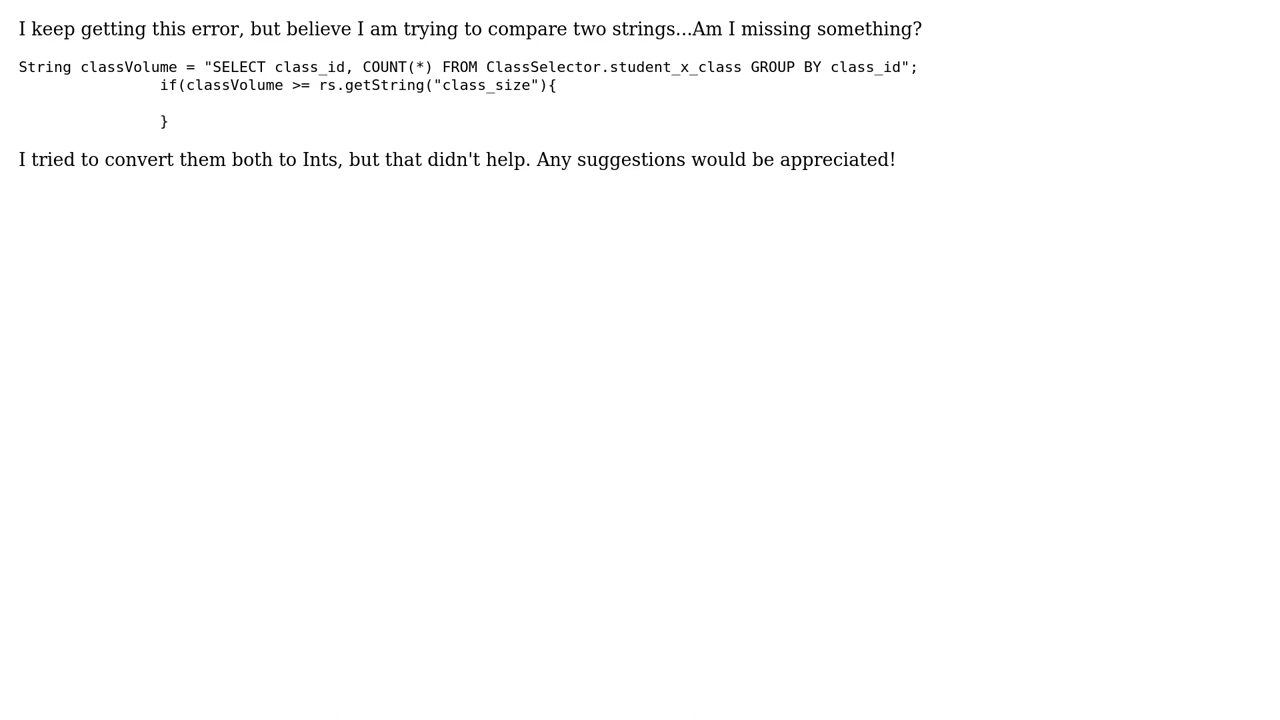 I keep getting this error, but believe I am trying to compare two strings...Am I missing something?
String classVolume = "SELECT class_id, COUNT(*) FROM ClassSelector.student_x_class GROUP BY class_id";
if(classVolume >= rs.getString("class_size"){
}
I tried to convert them both to Ints, but that didn't help. Any suggestions would be appreciated!